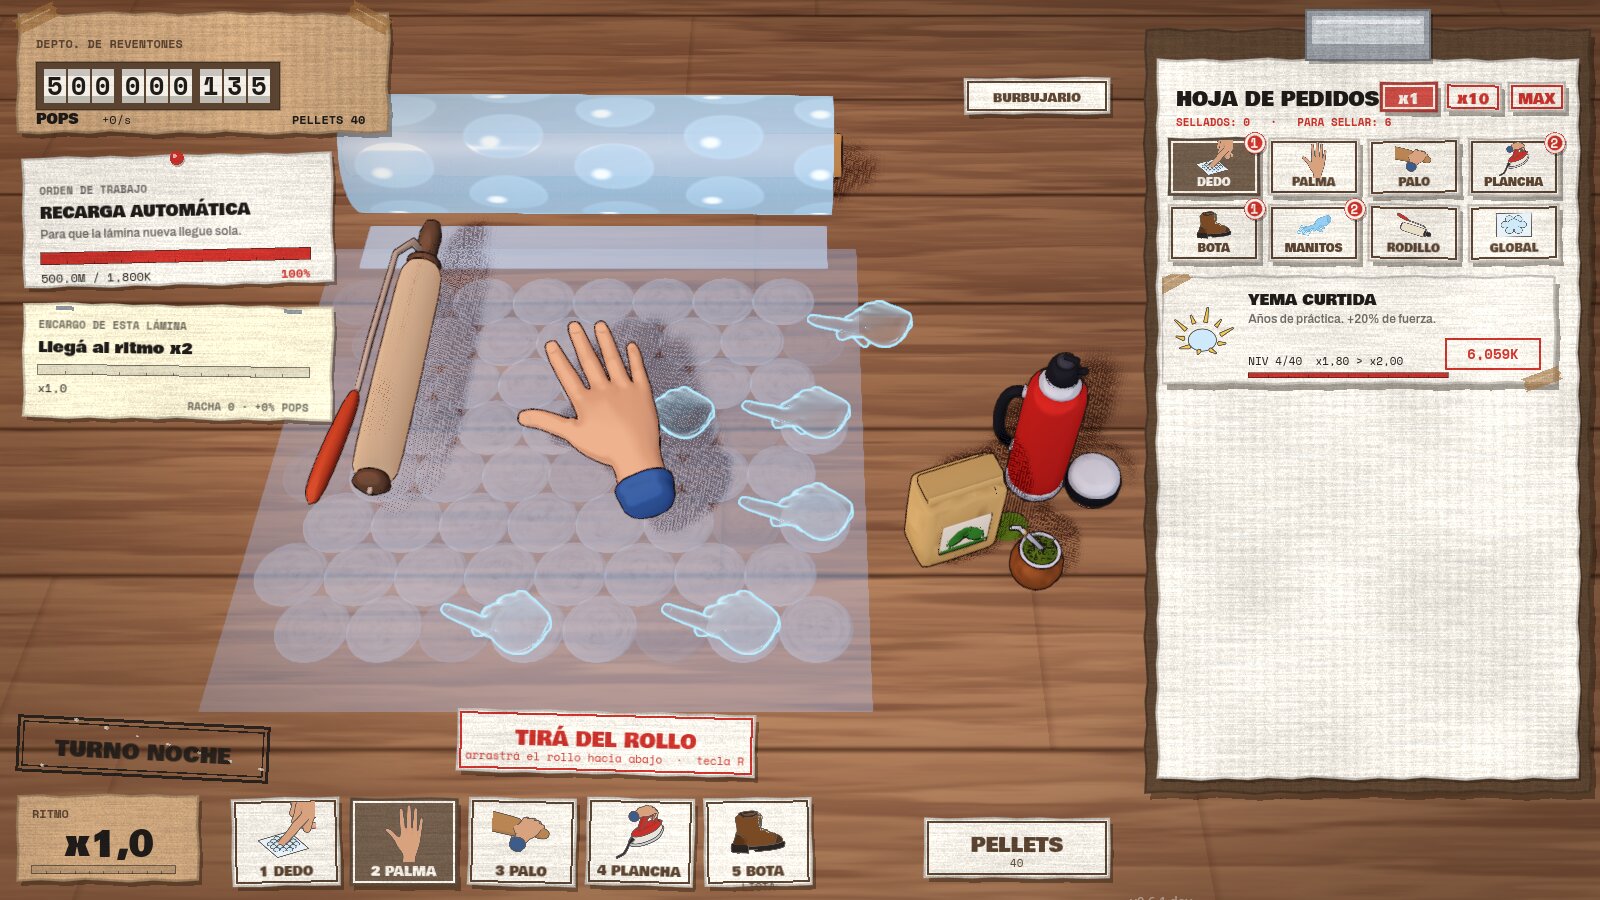 DEPTO. DE REVENTONES
500 000 135
POPS +0/s PELLETS 40
ORDEN DE TRABAJO
RECARGA AUTOMÁTICA
Para que la lámina nueva llegue sola.
500.0M / 1.800K 100%
ENCARGO DE ESTA LÁMINA
Llegá al ritmo x2
x1,0
RACHA 0 · +0% POPS
BURBUJARIO
HOJA DE PEDIDOS x1 x10 MAX
SELLADOS: 0 · PARA SELLAR: 6
1 2
DEDO PALMA PALO PLANCHA
1 2
BOTA MANITOS RODILLO GLOBAL
YEMA CURTIDA
Años de práctica. +20% de fuerza.
NIV 4/40 x1,80 > x2,00 6.059K
TURNO NOCHE
TIRÁ DEL ROLLO
arrastrá el rollo hacia abajo · tecla R
RITMO
x1,0
1 DEDO 2 PALMA 3 PALO 4 PLANCHA 5 BOTA
PELLETS
40